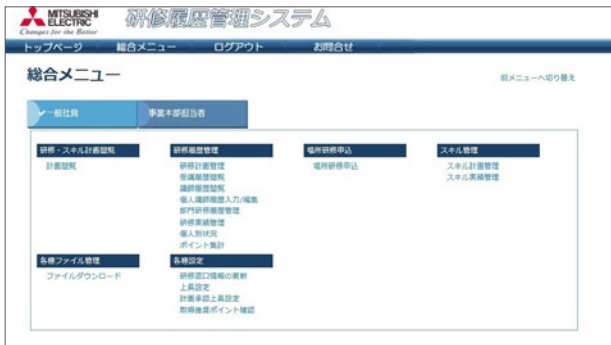 MITSUBISHI
ELECTRIC
Changes for the Better
研修履歴管理システム
トップページ 総合メニュー ログアウト お問合せ
総合メニュー
旧メニューへ切り替え
一般社員 事業本部担当者
研修・スキル計画閲覧
計画閲覧
研修履歴管理
研修計画管理
受講履歴閲覧
講師履歴閲覧
個人講師履歴入力/編集
部門研修履歴管理
研修実績管理
個人別状況
ポイント集計
場所研修申込
場所研修申込
スキル管理
スキル計画管理
スキル実績管理
各種ファイル管理
ファイルダウンロード
各種設定
研修窓口情報の更新
上長設定
計画承認上長設定
取得推奨ポイント確認